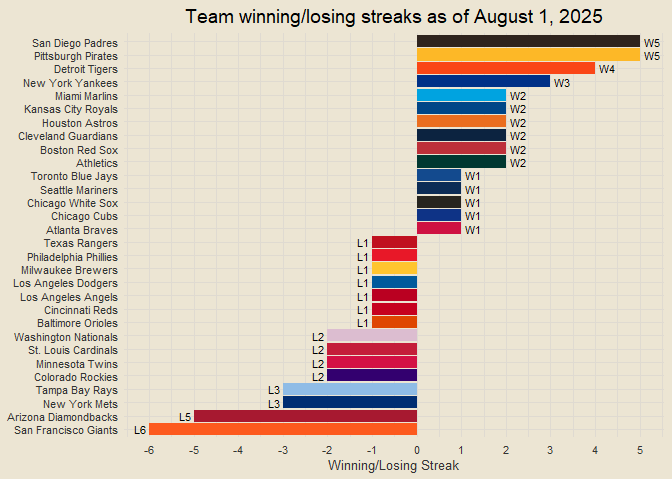 Team winning/losing streaks as of August 1, 2025
San Diego Padres W5
Pittsburgh Pirates W5
Detroit Tigers W4
New York Yankees W3
Miami Marlins W2
Kansas City Royals W2
Houston Astros W2
Cleveland Guardians W2
Boston Red Sox W2
Athletics W2
Toronto Blue Jays W1
Seattle Mariners W1
Chicago White Sox W1
Chicago Cubs W1
Atlanta Braves W1
Texas Rangers L1
Philadelphia Phillies L1
Milwaukee Brewers L1
Los Angeles Dodgers L1
Los Angeles Angels L1
Cincinnati Reds L1
Baltimore Orioles L1
Washington Nationals L2
St. Louis Cardinals L2
Minnesota Twins L2
Colorado Rockies L2
Tampa Bay Rays L3
New York Mets L3
Arizona Diamondbacks L5
San Francisco Giants L6
-6 -5 -4 -3 -2 -1 0 1 2 3 4 5
Winning/Losing Streak